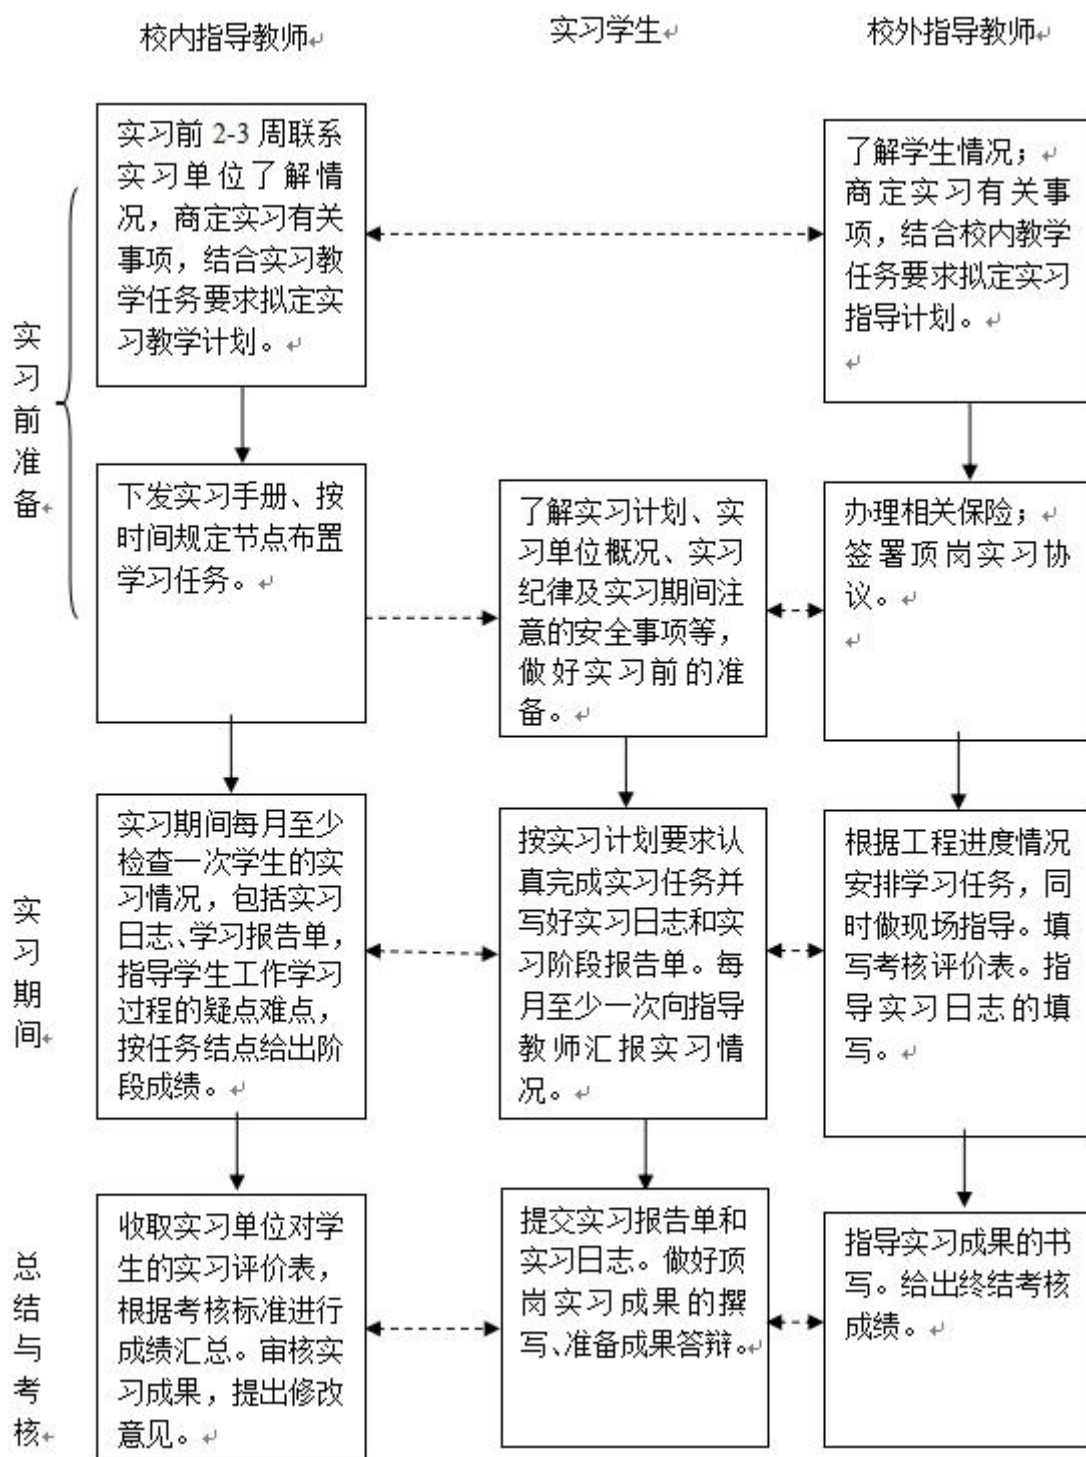 校内指导教师
实习学生
校外指导教师
实习前准备
实习前 2-3 周联系
实习单位了解情
况，商定实习有关
事项，结合实习教
学任务要求拟定实
习教学计划。
了解学生情况；
商定实习有关事
项，结合校内教学
任务要求拟定实习
指导计划。
下发实习手册、按
时间规定节点布置
学习任务。
了解实习计划、实
习单位概况、实习
纪律及实习期间注
意的安全事项等，
做好实习前的准
备。
办理相关保险；
签署顶岗实习协
议。
实习期间
实习期间每月至少
检查一次学生的实
习情况，包括实习
日志、学习报告单，
指导学生工作学习
过程的疑点难点，
按任务结点给出阶
段成绩。
按实习计划要求认
真完成实习任务并
写好实习日志和实
习阶段报告单。每
月至少一次向指导
教师汇报实习情
况。
根据工程进度情况
安排学习任务，同
时做现场指导。填
写考核评价表。指
导实习日志的填
写。
总结与考核
收取实习单位对学
生的实习评价表，
根据考核标准进行
成绩汇总。审核实
习成果，提出修改
意见。
提交实习报告单和
实习日志。做好顶
岗实习成果的撰
写、准备成果答辩。
指导实习成果的书
写。给出终结考核
成绩。